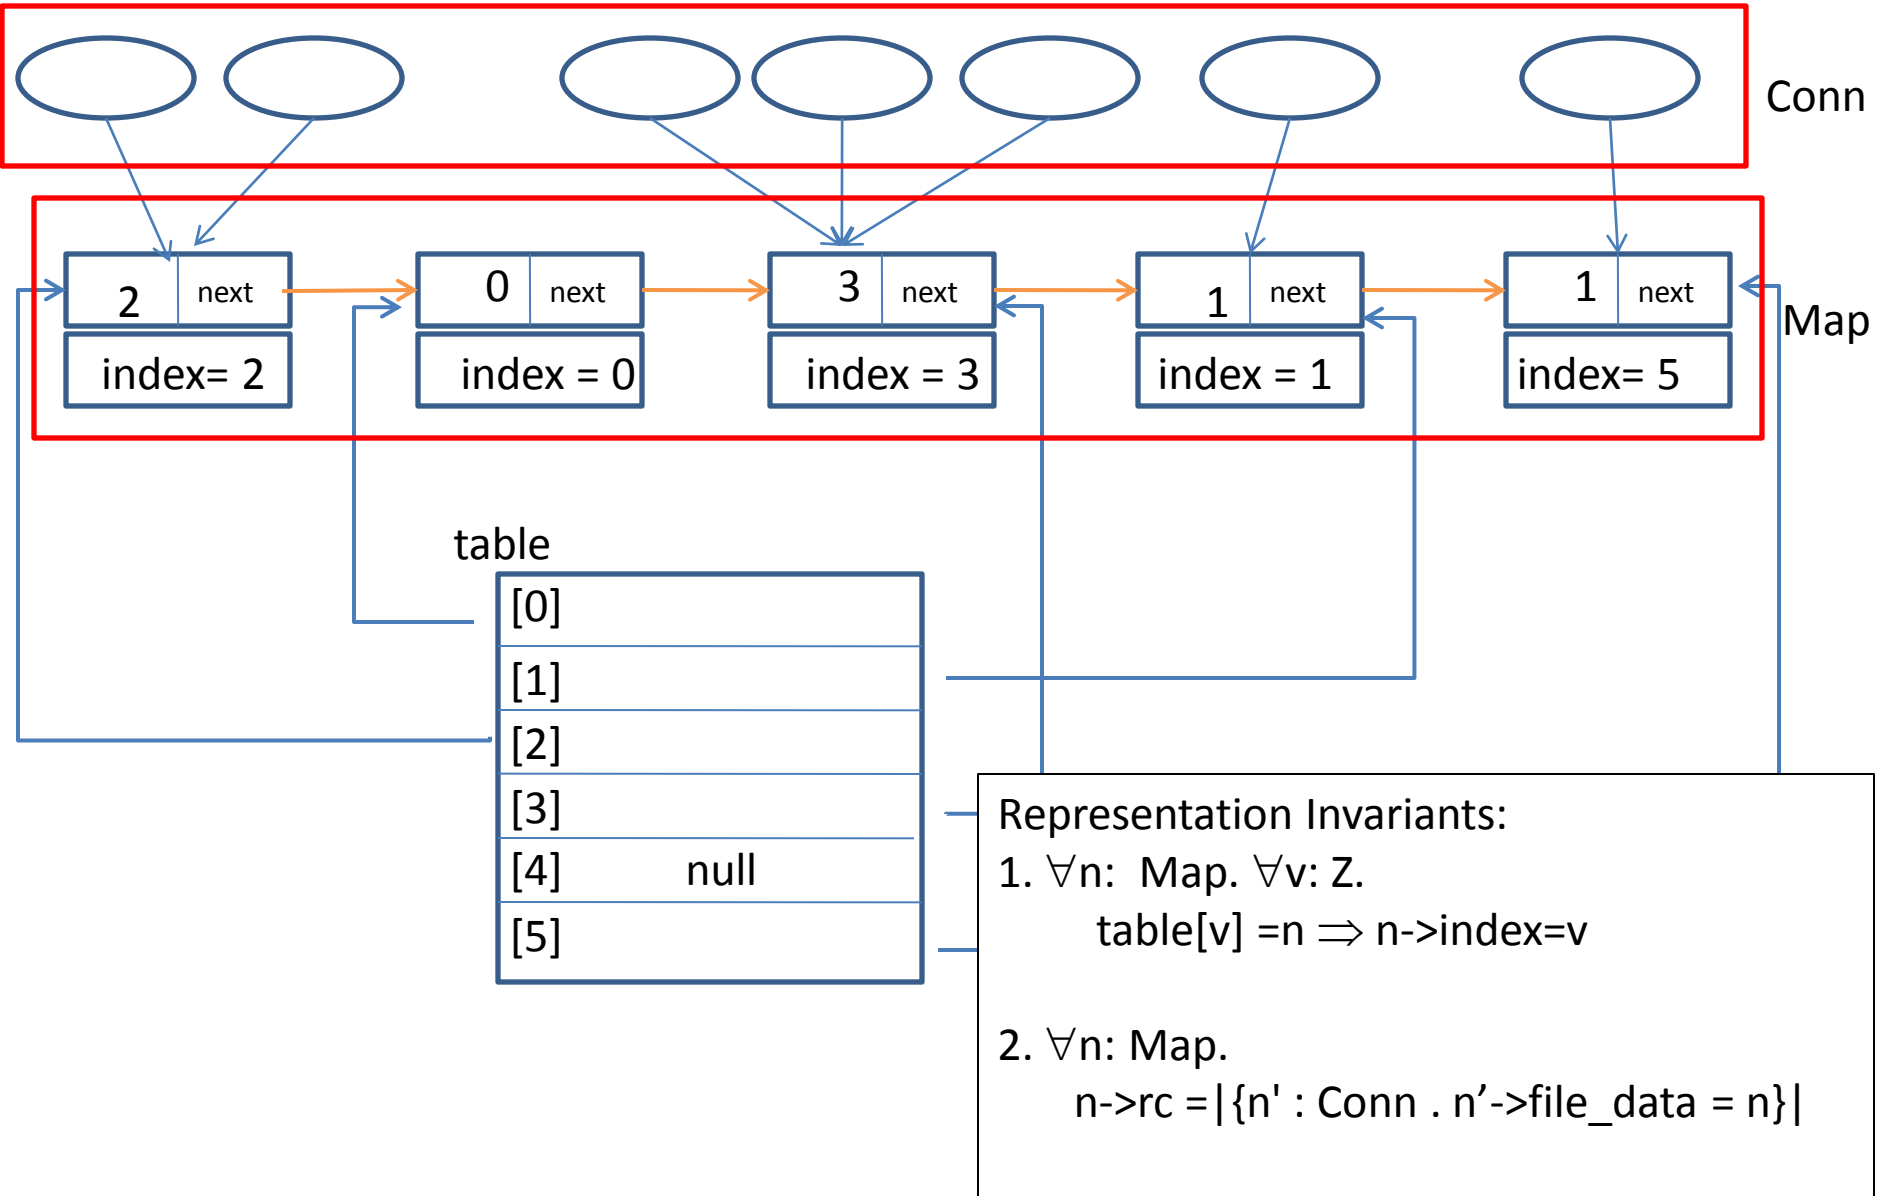 Conn
2 next 0 next 3 next 1 next 1 next
Map
index= 2 index = 0 index = 3 index = 1 index= 5
table
[0]
[1]
[2]
[3]
[4] null
[5]
Representation Invariants:
1. ∀n: Map. ∀v: Z.
table[v] =n ⇒ n->index=v
2. ∀n: Map.
n->rc =|{n' : Conn . n’->file_data = n}|